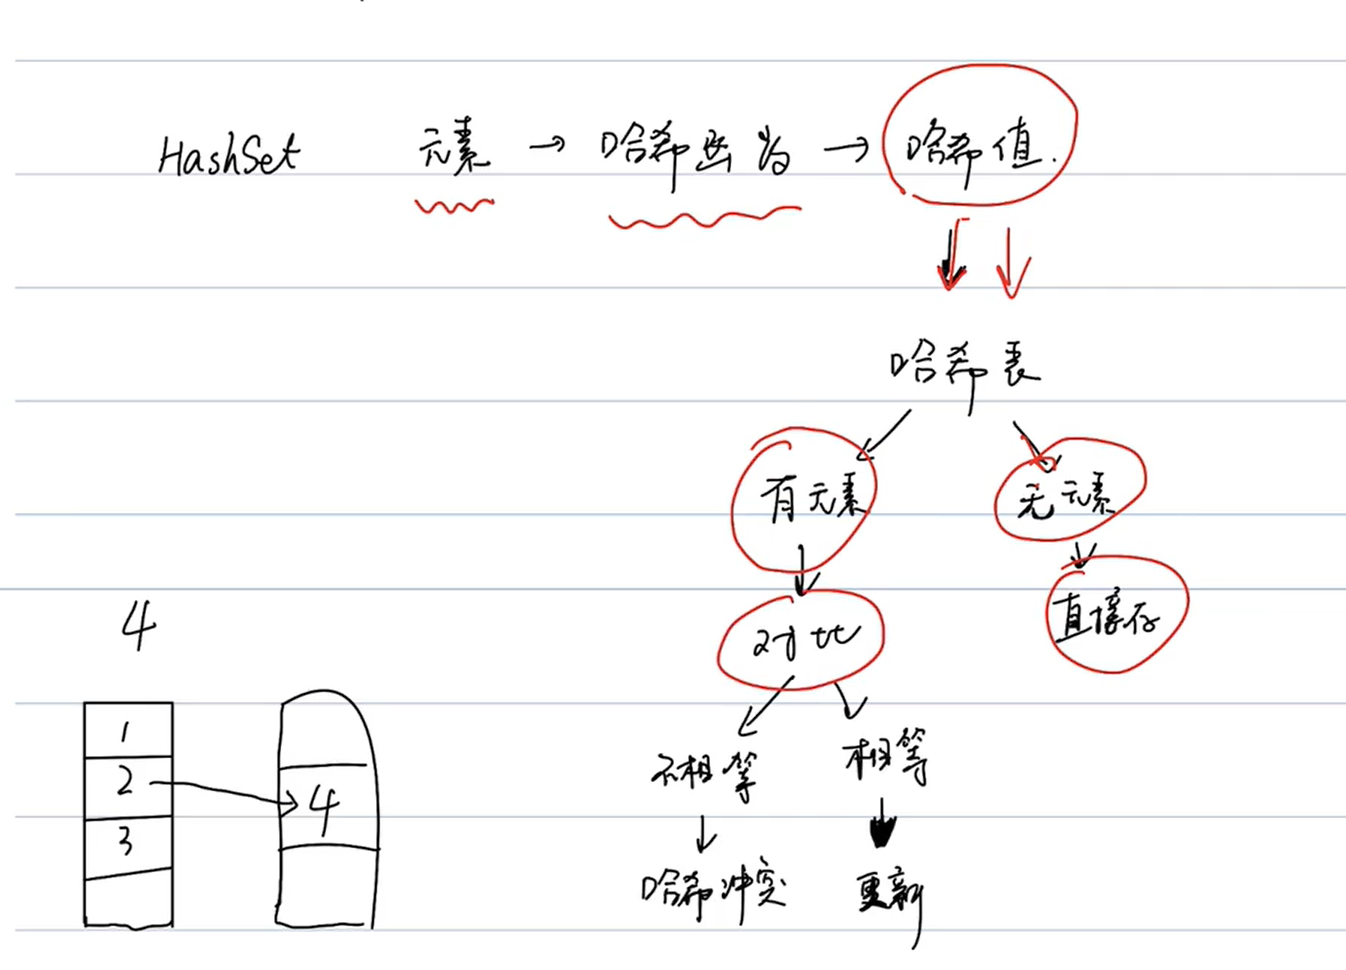 HashSet 元素 → 哈希函数 → 哈希值.
哈希表
有元素 无元素
直接存
4
对比
1
不相等 相等
2 → 4
3
哈希冲突 更新